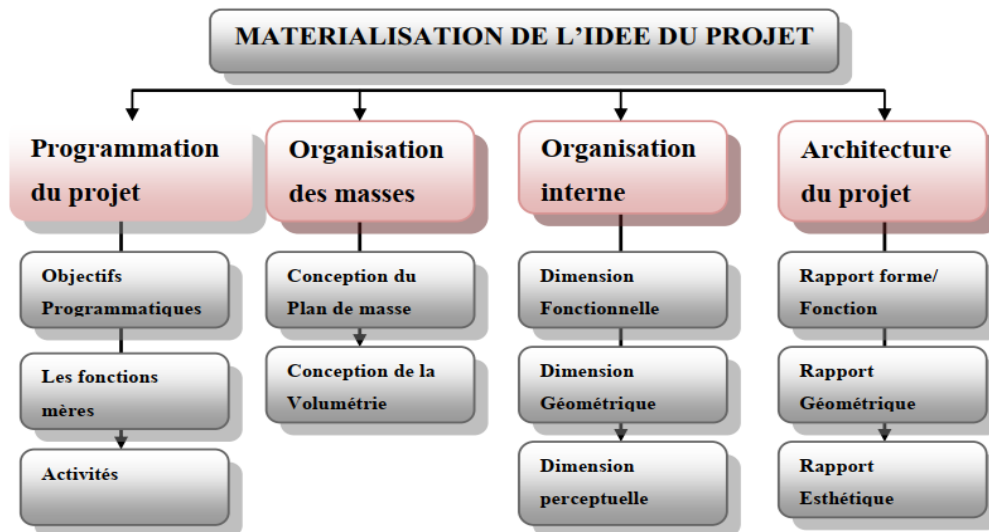 MATERIALISATION DE L'IDEE DU PROJET
Programmation
du projet
Objectifs
Programmatiques
Les fonctions
mères
Activités
Organisation
des masses
Conception du
Plan de masse
Conception de la
Volumétrie
Organisation
interne
Dimension
Fonctionnelle
Dimension
Géométrique
Dimension
perceptuelle
Architecture
du projet
Rapport forme/
Fonction
Rapport
Géométrique
Rapport
Esthétique